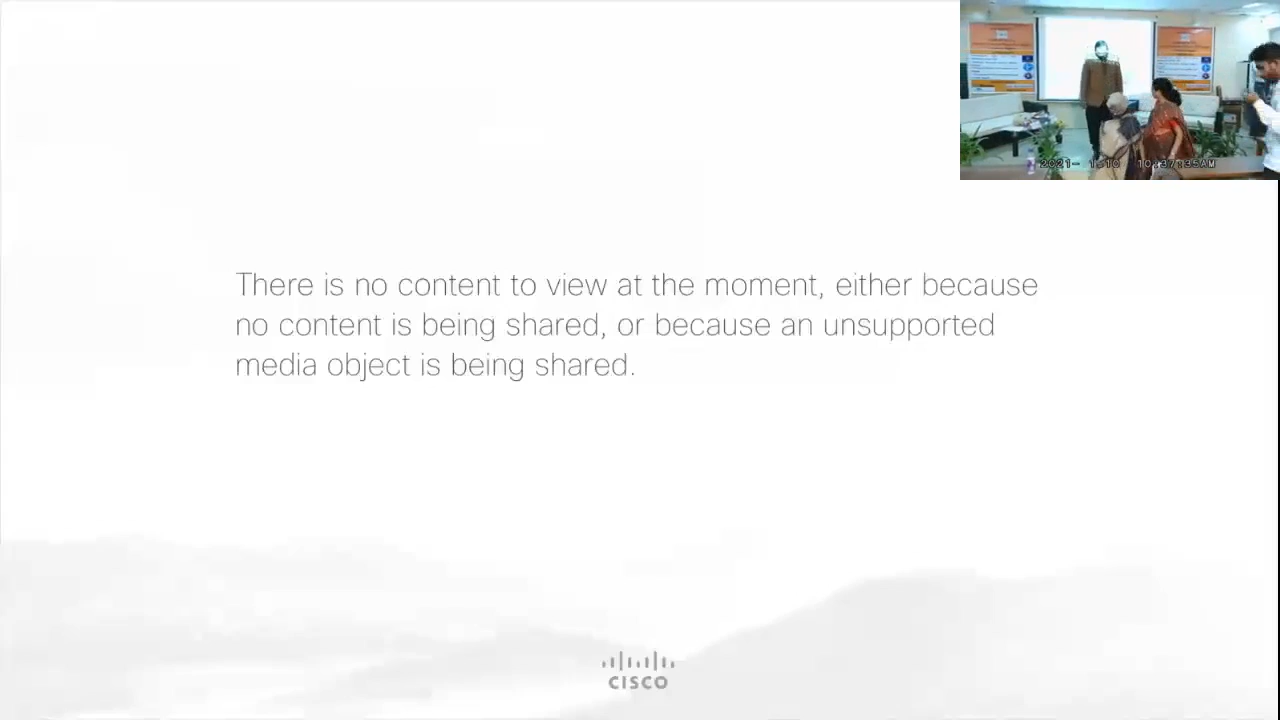 There is no content to view at the moment, either because
no content is being shared, or because an unsupported
media object is being shared.
CISCO